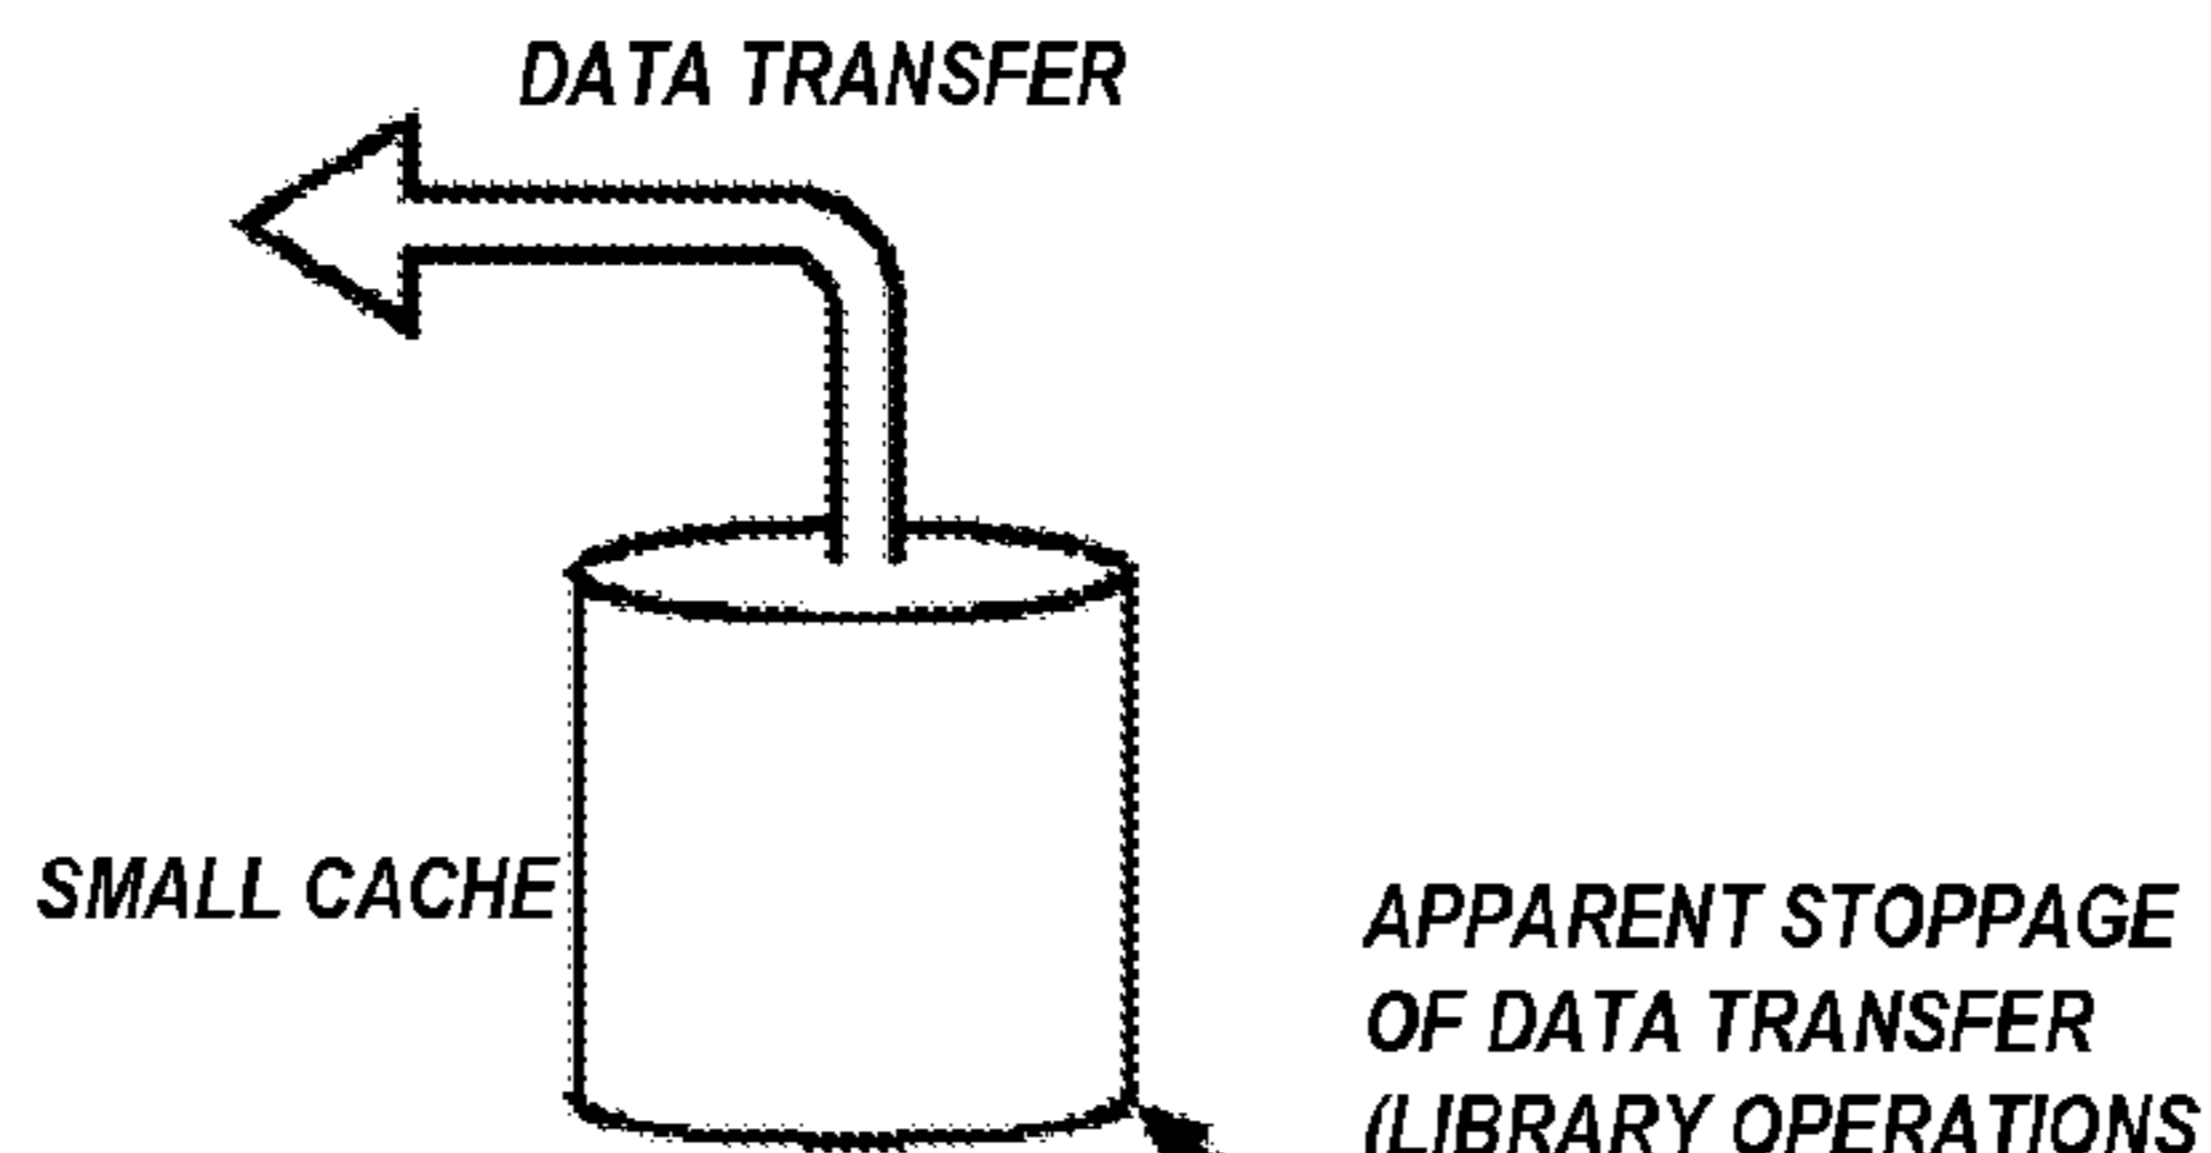 DATA TRANSFER
SMALL CACHE
APPARENT STOPPAGE
OF DATA TRANSFER
(LIBRARY OPERATIONS